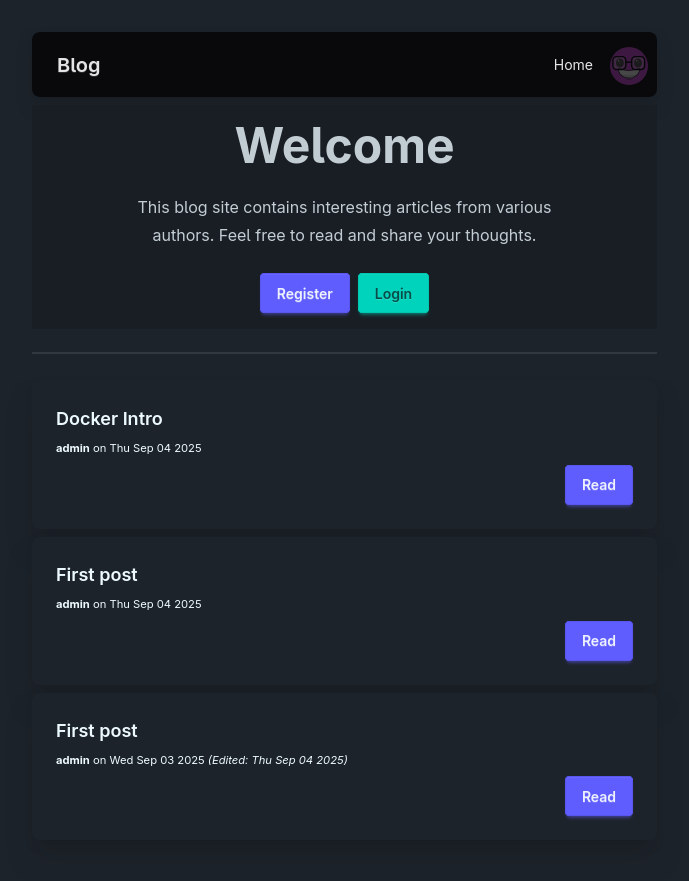 Blog
Home
Welcome
This blog site contains interesting articles from various
authors. Feel free to read and share your thoughts.
Register
Login
Docker Intro
admin on Thu Sep 04 2025
Read
First post
admin on Thu Sep 04 2025
Read
First post
admin on Wed Sep 03 2025 (Edited: Thu Sep 04 2025)
Read